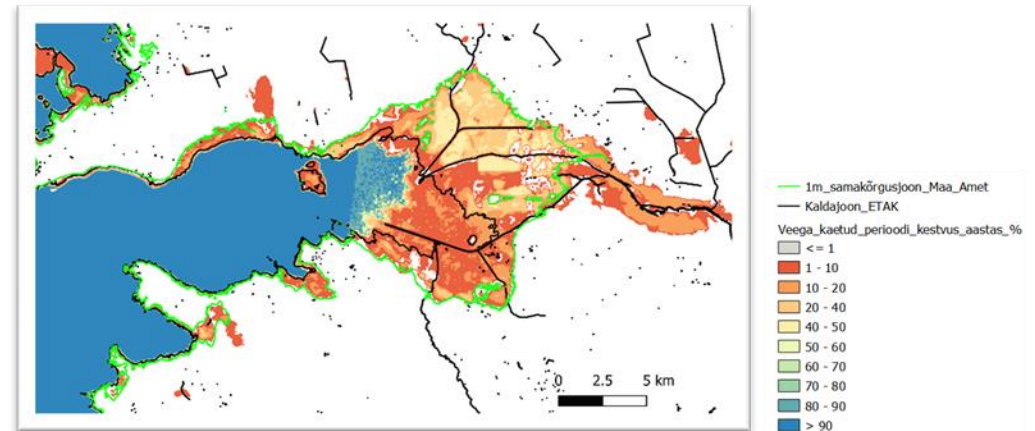 0 2.5 5 km
1m_samakõrgusjoon_Maa_Amet
Kaldajoon_ETAK
Veega_kaetud_perioodi_kestvus_aastas_%
<= 1
1 - 10
10 - 20
20 - 40
40 - 50
50 - 60
60 - 70
70 - 80
80 - 90
> 90